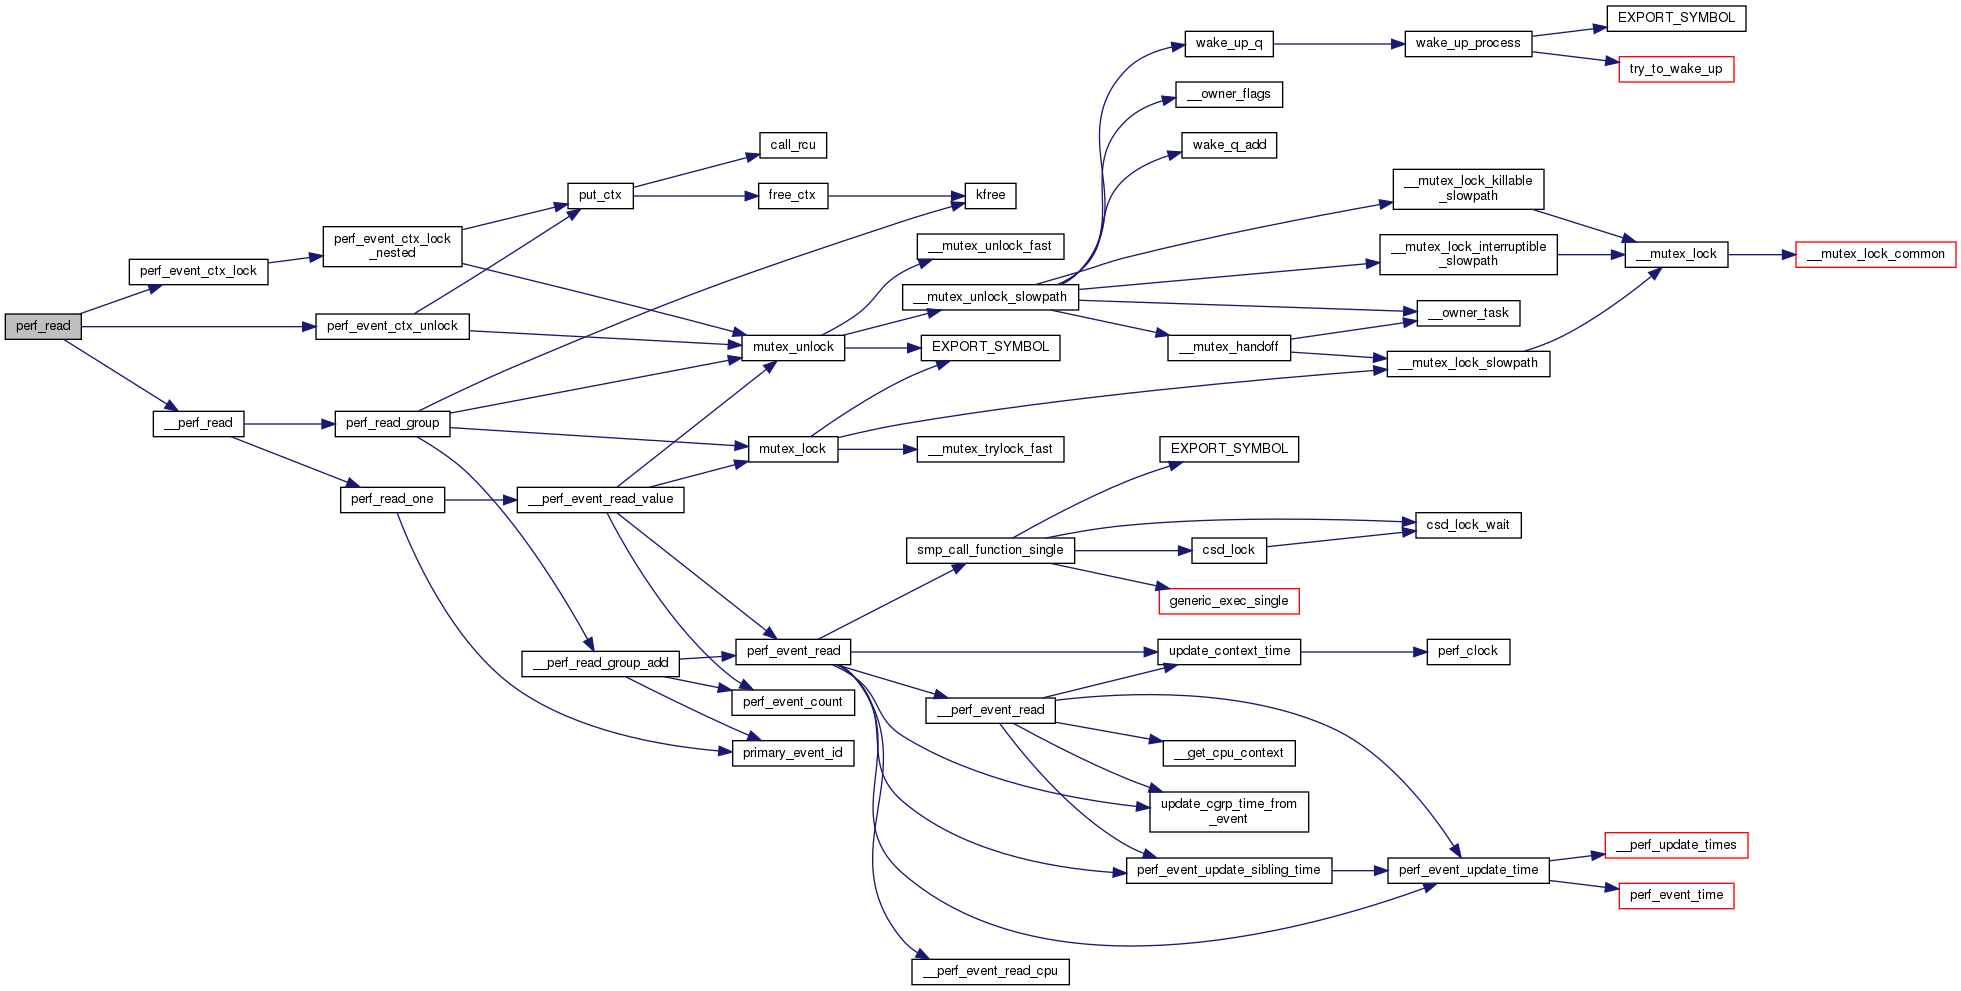 perf_read
perf_event_ctx_lock
perf_event_ctx_unlock
__perf_read
perf_event_ctx_lock
_nested
perf_read_group
perf_read_one
put_ctx
__perf_event_read_value
__perf_read_group_add
call_rcu
free_ctx
mutex_unlock
mutex_lock
perf_event_read
perf_event_count
primary_event_id
kfree
__mutex_unlock_fast
__mutex_unlock_slowpath
EXPORT_SYMBOL
__mutex_trylock_fast
smp_call_function_single
__perf_event_read
__perf_event_read_cpu
wake_up_q
__owner_flags
wake_q_add
__mutex_handoff
EXPORT_SYMBOL
csd_lock
generic_exec_single
update_context_time
__get_cpu_context
update_cgrp_time_from
_event
perf_event_update_sibling_time
wake_up_process
__mutex_lock_killable
_slowpath
__mutex_lock_interruptible
_slowpath
__owner_task
__mutex_lock_slowpath
csd_lock_wait
perf_clock
perf_event_update_time
EXPORT_SYMBOL
try_to_wake_up
__mutex_lock
__perf_update_times
perf_event_time
__mutex_lock_common